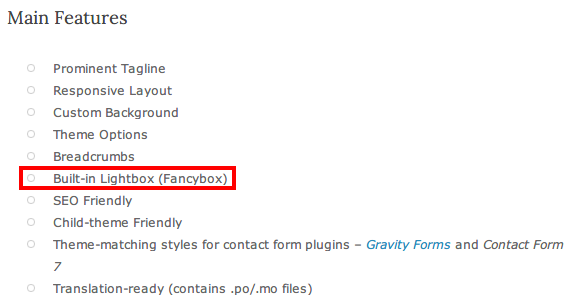 Main Features
Prominent Tagline
Responsive Layout
Custom Background
Theme Options
Breadcrumbs
Built-in Lightbox (Fancybox)
SEO Friendly
Child-theme Friendly
Theme-matching styles for contact form plugins – Gravity Forms and Contact Form
7
Translation-ready (contains .po/.mo files)